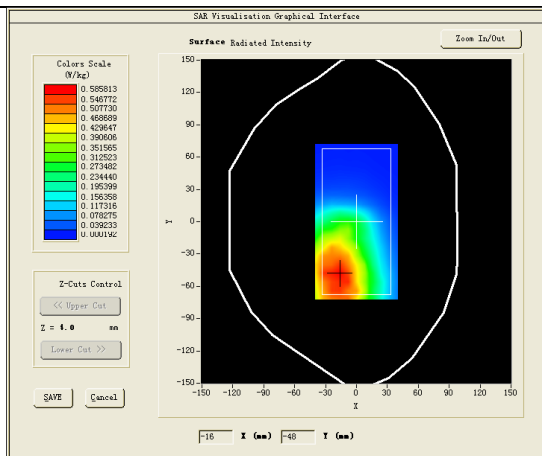 SAR Visualisation Graphical Interface
Surface Radiated Intensity
Zoom In/Out
Colors Scale
(W/kg)
0.585813
0.546772
0.507730
0.468689
0.429647
0.390606
0.351565
0.312523
0.273482
0.234440
0.195399
0.156358
0.117316
0.078275
0.039233
0.000192
Z-Cuts Control
<< Upper Cut
Z = 4.0 mm
Lower Cut >>
SAVE
Cancel
150
120
90
60
30
0
-30
-60
-90
-120
-150
Y
-150 -120 -90 -60 -30 0 30 60 90 120 150
X
-16 X (mm) -48 Y (mm)